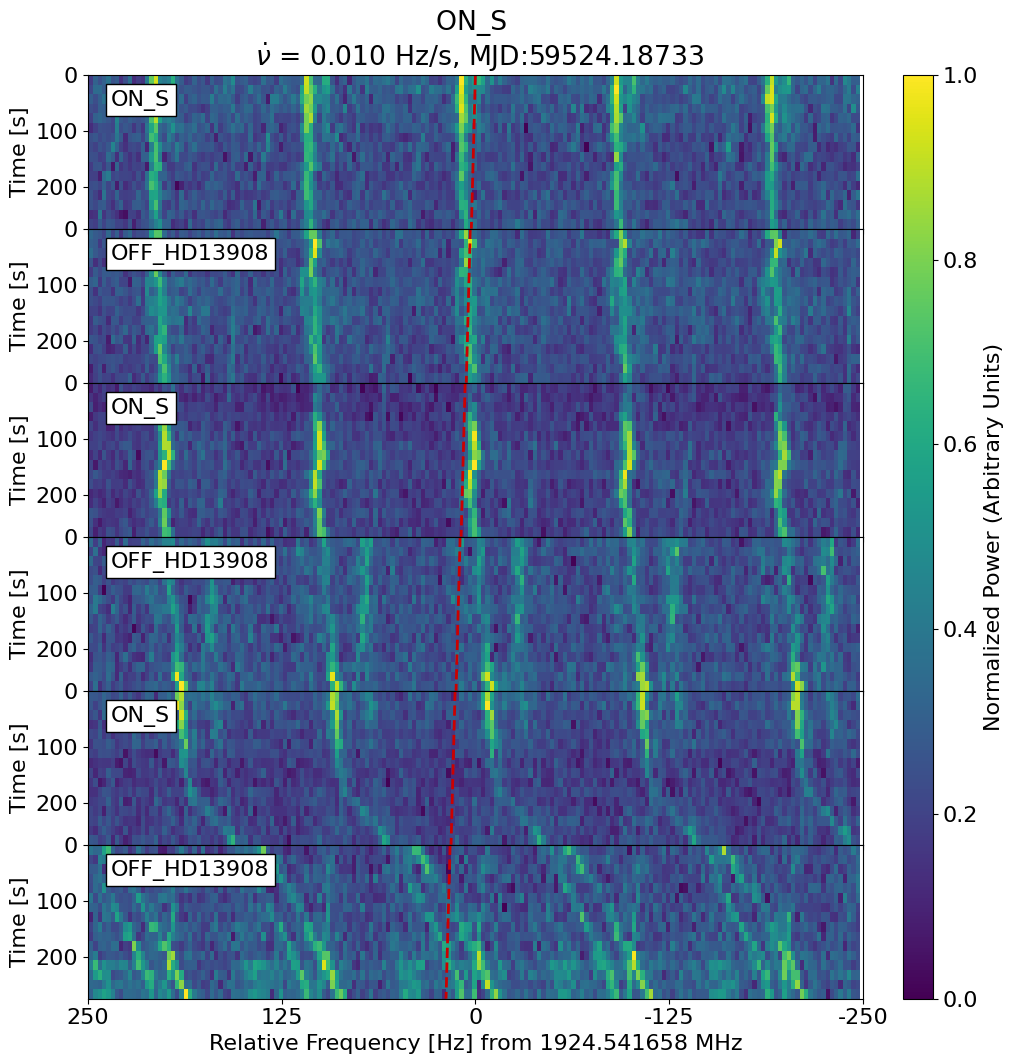 ON_S
ν̇ = 0.010 Hz/s, MJD:59524.18733
ON_S
OFF_HD13908
ON_S
OFF_HD13908
ON_S
OFF_HD13908
0
100
200
0
100
200
0
100
200
0
100
200
0
100
200
0
100
200
Time [s]
Time [s]
Time [s]
Time [s]
Time [s]
Time [s]
250 125 0 -125 -250
Relative Frequency [Hz] from 1924.541658 MHz
1.0
0.8
0.6
0.4
0.2
0.0
Normalized Power (Arbitrary Units)